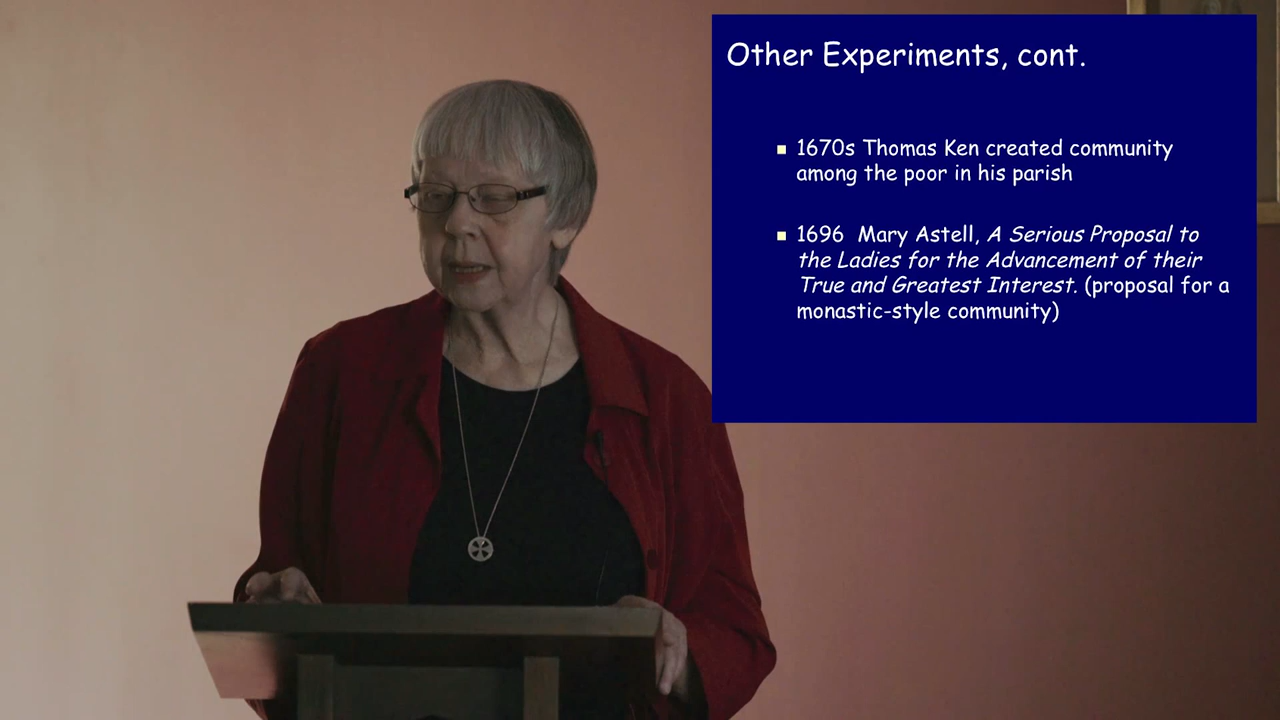 Other Experiments, cont.
1670s Thomas Ken created community
among the poor in his parish
1696 Mary Astell, A Serious Proposal to
the Ladies for the Advancement of their
True and Greatest Interest. (proposal for a
monastic-style community)